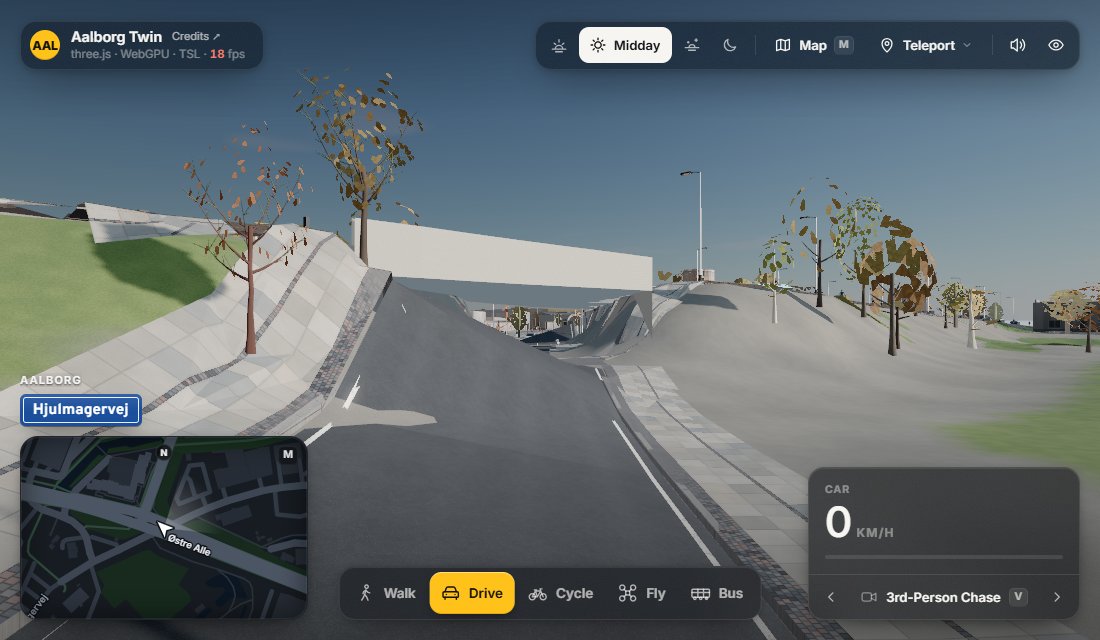 AAL
Aalborg Twin Credits ↗
three.js · WebGPU · TSL · 18 fps
Midday
Map M
Teleport
AALBORG
Hjulmagervej
N
M
Østre Alle
CAR
0 KM/H
3rd-Person Chase V
Walk
Drive
Cycle
Fly
Bus